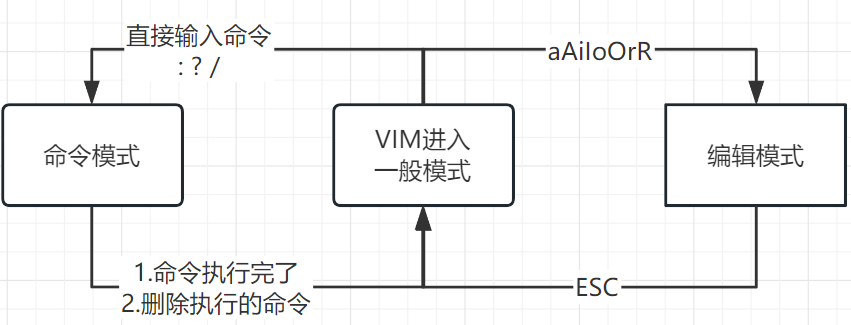 直接输入命令
: ? /
aAiIoOrR
命令模式
VIM进入
一般模式
编辑模式
1.命令执行完了
2.删除执行的命令
ESC